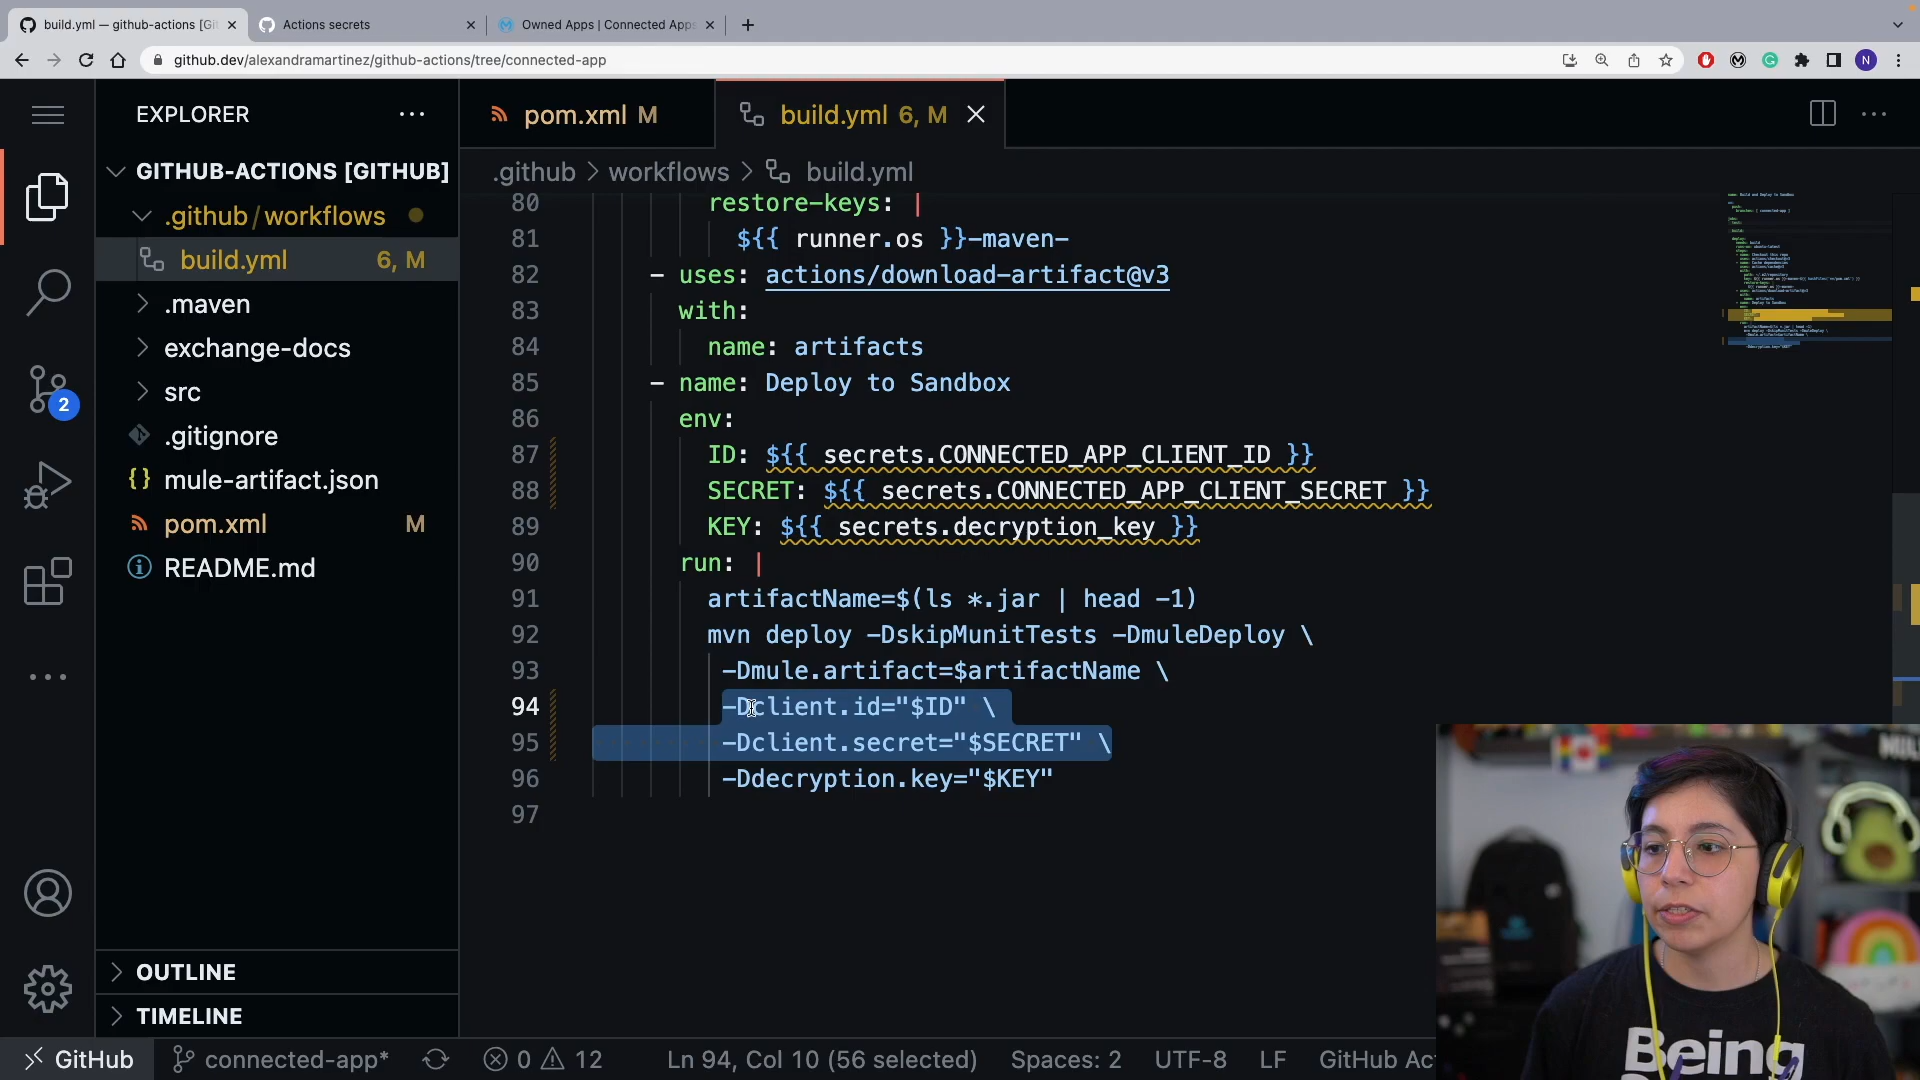 build.yml — github-actions [Git
Actions secrets
Owned Apps | Connected Apps
github.dev/alexandramartinez/github-actions/tree/connected-app
N
EXPLORER
GITHUB-ACTIONS [GITHUB]
.github/workflows
build.yml 6, M
.maven
exchange-docs
src
.gitignore
mule-artifact.json
pom.xml M
README.md
OUTLINE
TIMELINE
2
pom.xml M
build.yml 6, M
.github > workflows > build.yml
80 restore-keys: |
81 ${{ runner.os }}-maven-
82 - uses: actions/download-artifact@v3
83 with:
84 name: artifacts
85 - name: Deploy to Sandbox
86 env:
87 ID: ${{ secrets.CONNECTED_APP_CLIENT_ID }}
88 SECRET: ${{ secrets.CONNECTED_APP_CLIENT_SECRET }}
89 KEY: ${{ secrets.decryption_key }}
90 run: |
91 artifactName=$(ls *.jar | head -1)
92 mvn deploy -DskipMunitTests -DmuleDeploy \
93 -Dmule.artifact=$artifactName \
94 -Dclient.id="$ID" \
95 -Dclient.secret="$SECRET" \
96 -Ddecryption.key="$KEY"
97
Being
GitHub connected-app* 0 12 Ln 94, Col 10 (56 selected) Spaces: 2 UTF-8 LF GitHub Ac